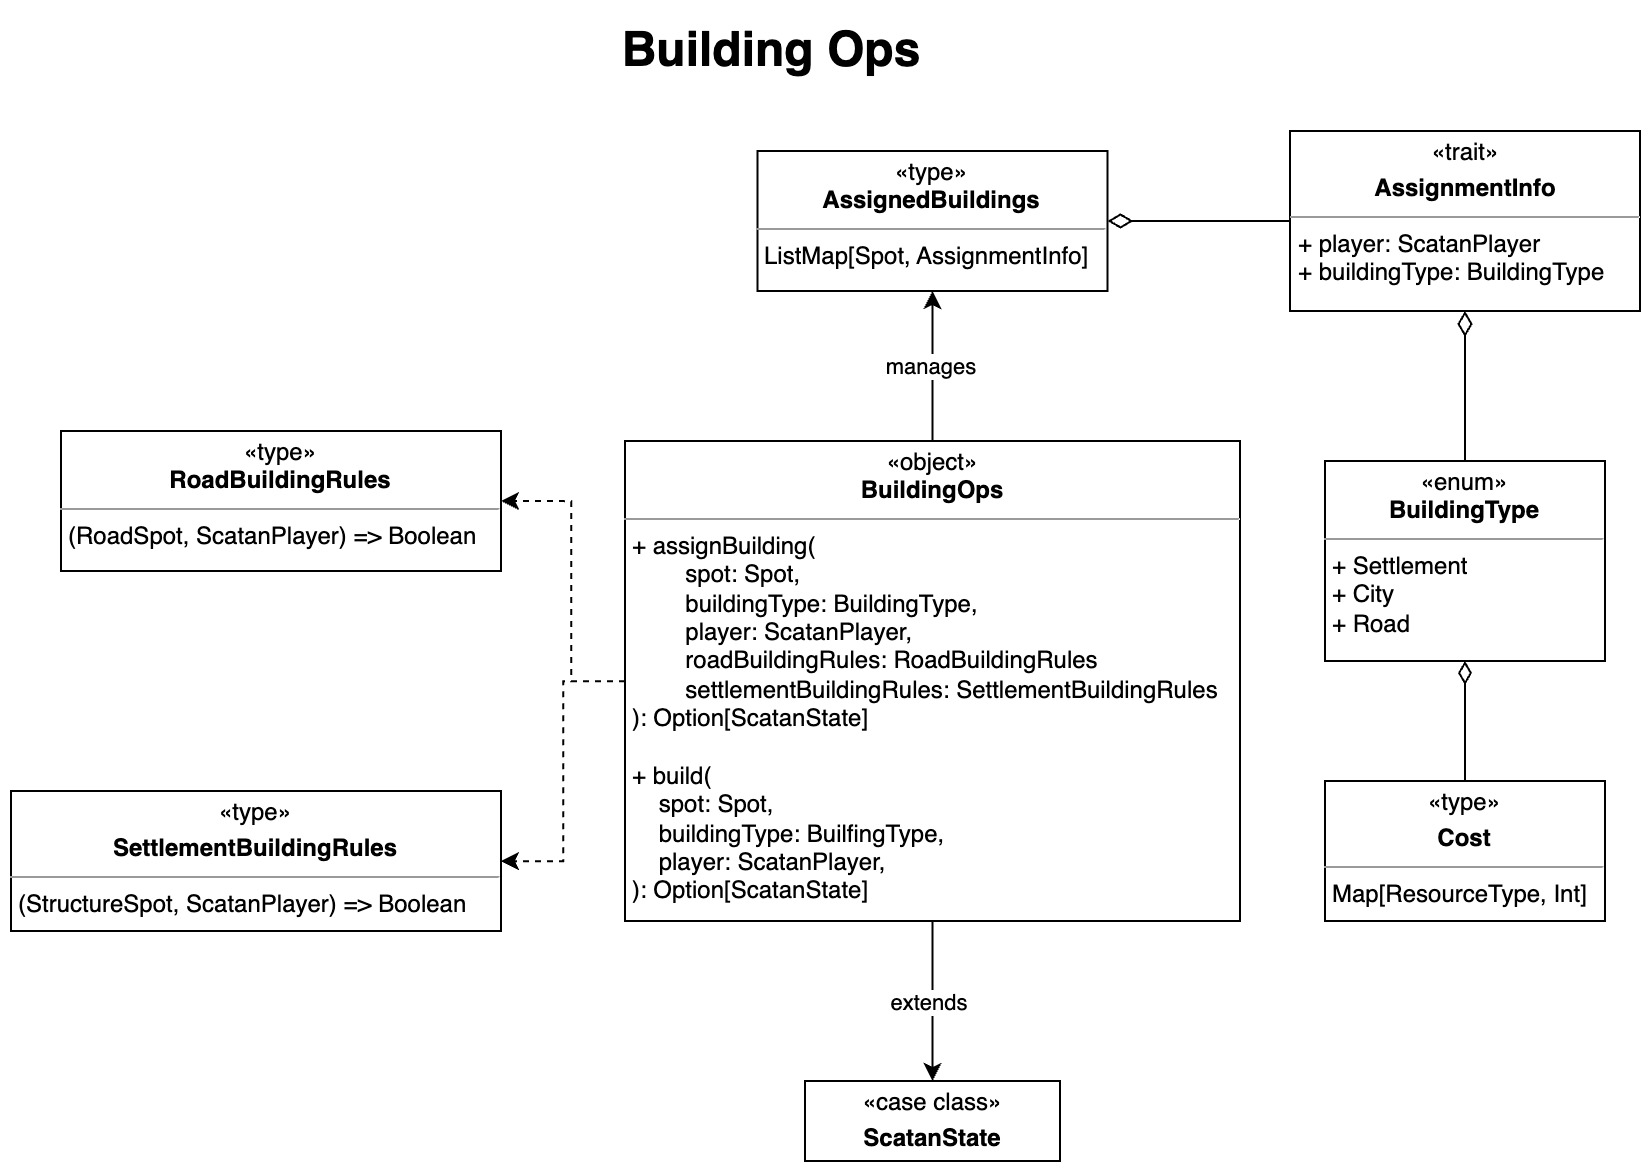 Building Ops
«type»
AssignedBuildings
ListMap[Spot, AssignmentInfo]
«trait»
AssignmentInfo
+ player: ScatanPlayer
+ buildingType: BuildingType
manages
«type»
RoadBuildingRules
(RoadSpot, ScatanPlayer) => Boolean
«object»
BuildingOps
+ assignBuilding(
spot: Spot,
buildingType: BuildingType,
player: ScatanPlayer,
roadBuildingRules: RoadBuildingRules
settlementBuildingRules: SettlementBuildingRules
): Option[ScatanState]
+ build(
spot: Spot,
buildingType: BuilfingType,
player: ScatanPlayer,
): Option[ScatanState]
«enum»
BuildingType
+ Settlement
+ City
+ Road
«type»
SettlementBuildingRules
(StructureSpot, ScatanPlayer) => Boolean
«type»
Cost
Map[ResourceType, Int]
extends
«case class»
ScatanState